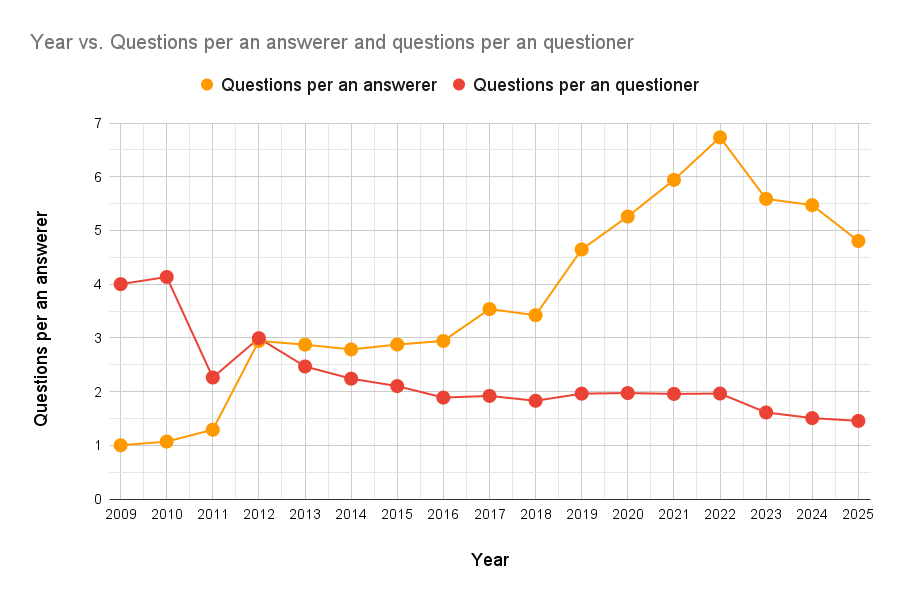 Year vs. Questions per an answerer and questions per an questioner
Questions per an answerer
Questions per an questioner
Questions per an answerer
7
6
5
4
3
2
1
0
2009 2010 2011 2012 2013 2014 2015 2016 2017 2018 2019 2020 2021 2022 2023 2024 2025
Year